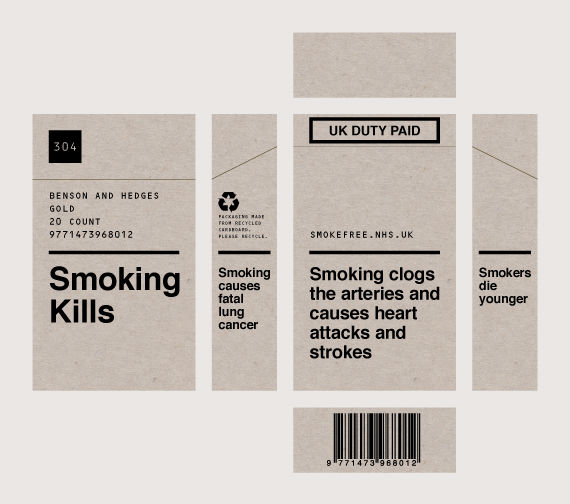 304
BENSON AND HEDGES
GOLD
20 COUNT
9771473968012
Smoking
Kills
PACKAGING MADE
FROM RECYCLED
CARDBOARD.
PLEASE RECYCLE.
Smoking
causes
fatal
lung
cancer
UK DUTY PAID
SMOKEFREE.NHS.UK
Smoking clogs
the arteries and
causes heart
attacks and
strokes
Smokers
die
younger
9 771473 968012